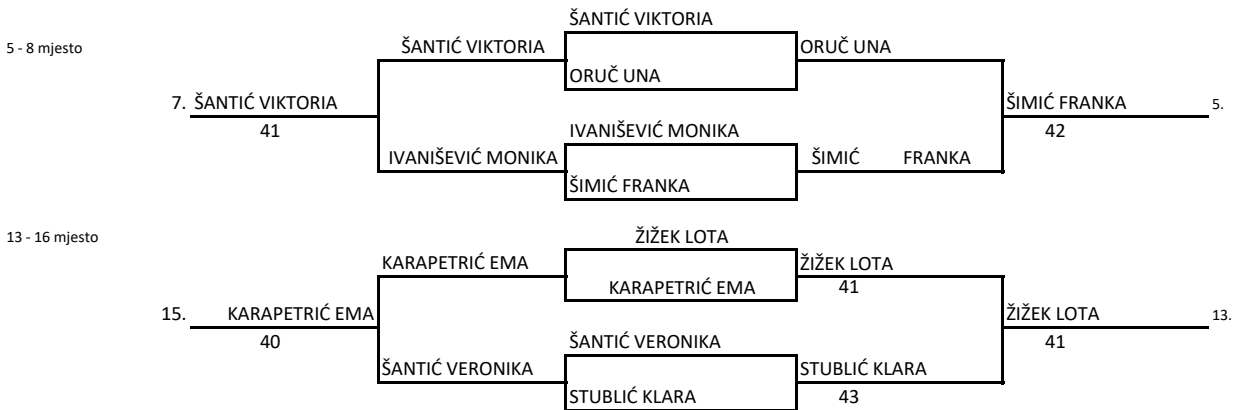 ŠANTIĆ VIKTORIA
5 - 8 mjesto
ŠANTIĆ VIKTORIA
ORUČ UNA
ORUČ UNA
7. ŠANTIĆ VIKTORIA
ŠIMIĆ FRANKA
5.
41
42
IVANIŠEVIĆ MONIKA
IVANIŠEVIĆ MONIKA
ŠIMIĆ FRANKA
ŠIMIĆ FRANKA
13 - 16 mjesto
ŽIŽEK LOTA
KARAPETRIĆ EMA
ŽIŽEK LOTA
KARAPETRIĆ EMA
41
15. KARAPETRIĆ EMA
ŽIŽEK LOTA
13.
40
41
ŠANTIĆ VERONIKA
ŠANTIĆ VERONIKA
STUBLIĆ KLARA
STUBLIĆ KLARA
43